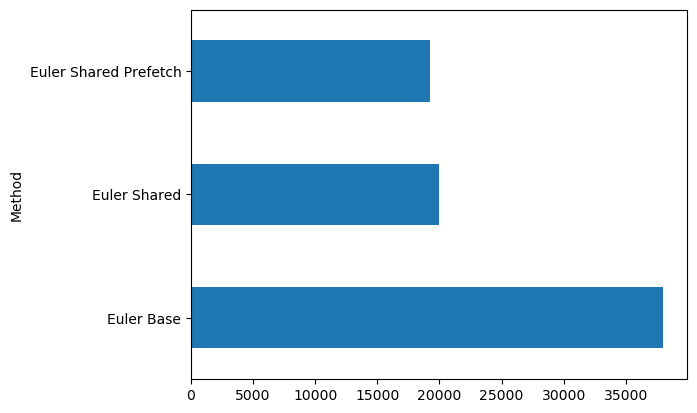 Euler Shared Prefetch
Euler Shared
Method
Euler Base
0 5000 10000 15000 20000 25000 30000 35000